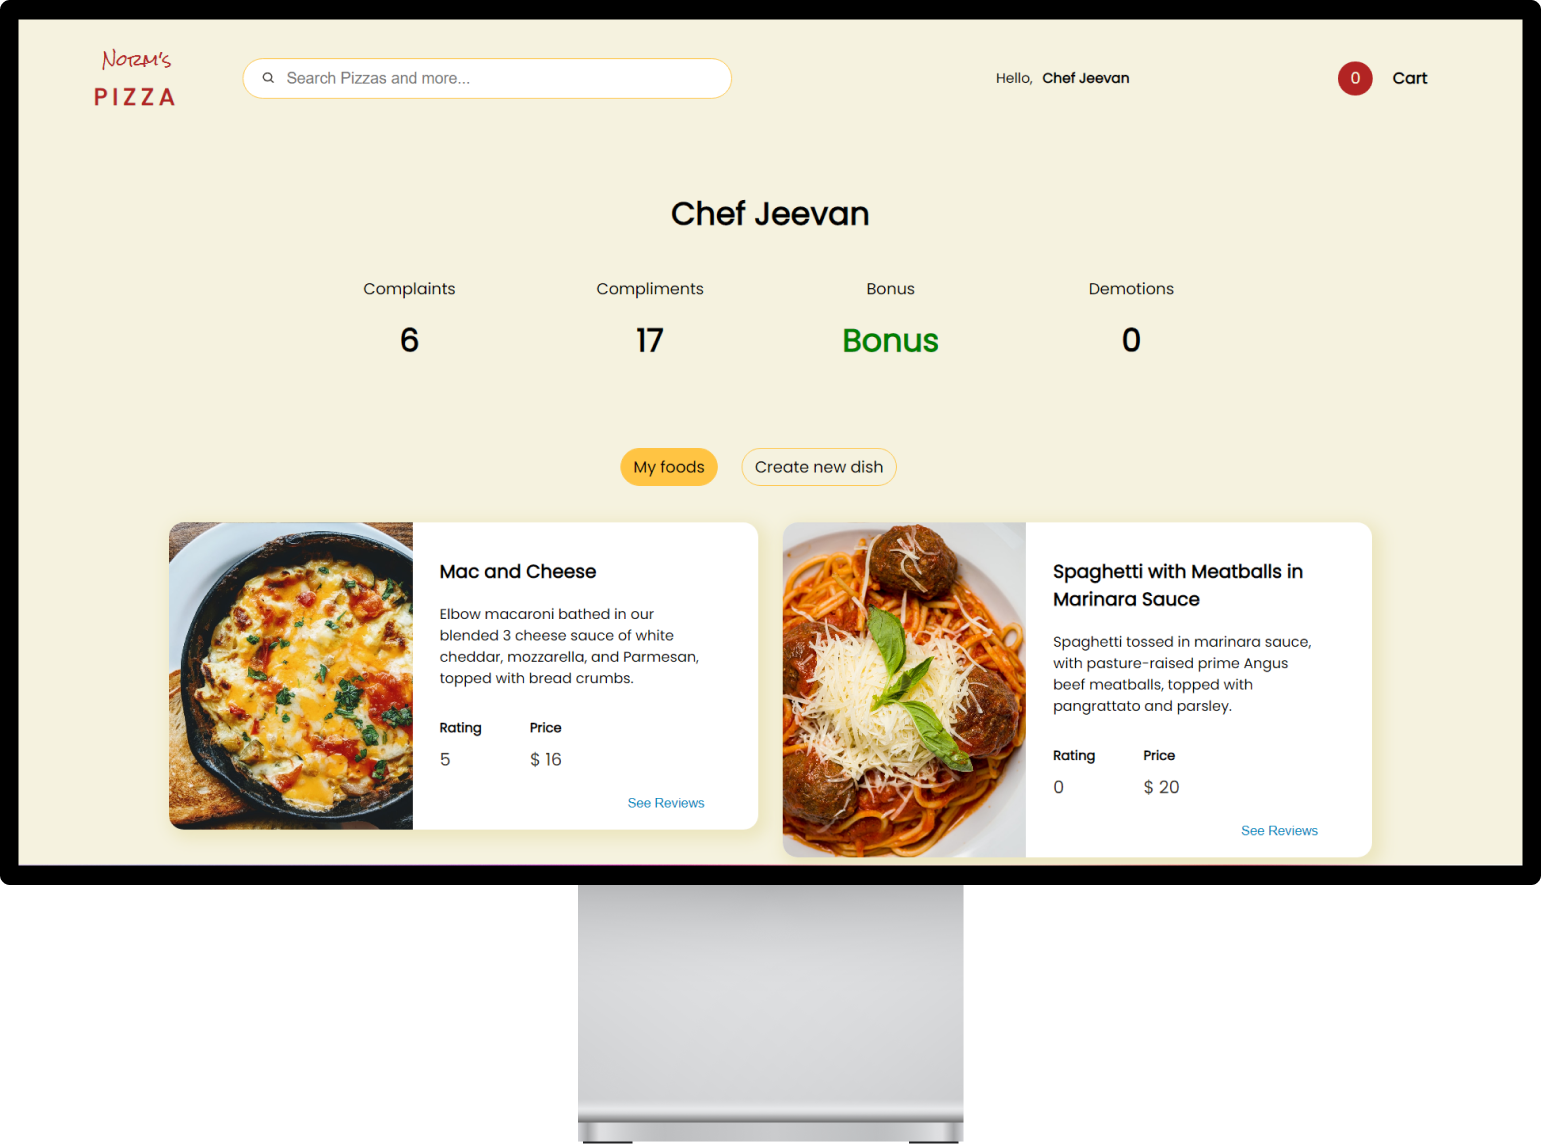 Norm's
PIZZA
Search Pizzas and more...
Hello, Chef Jeevan
0 Cart
Chef Jeevan
Complaints Compliments Bonus Demotions
6 17 Bonus 0
My foods Create new dish
Mac and Cheese
Elbow macaroni bathed in our
blended 3 cheese sauce of white
cheddar, mozzarella, and Parmesan,
topped with bread crumbs.
Rating Price
5 $ 16
See Reviews
Spaghetti with Meatballs in
Marinara Sauce
Spaghetti tossed in marinara sauce,
with pasture-raised prime Angus
beef meatballs, topped with
pangrattato and parsley.
Rating Price
0 $ 20
See Reviews